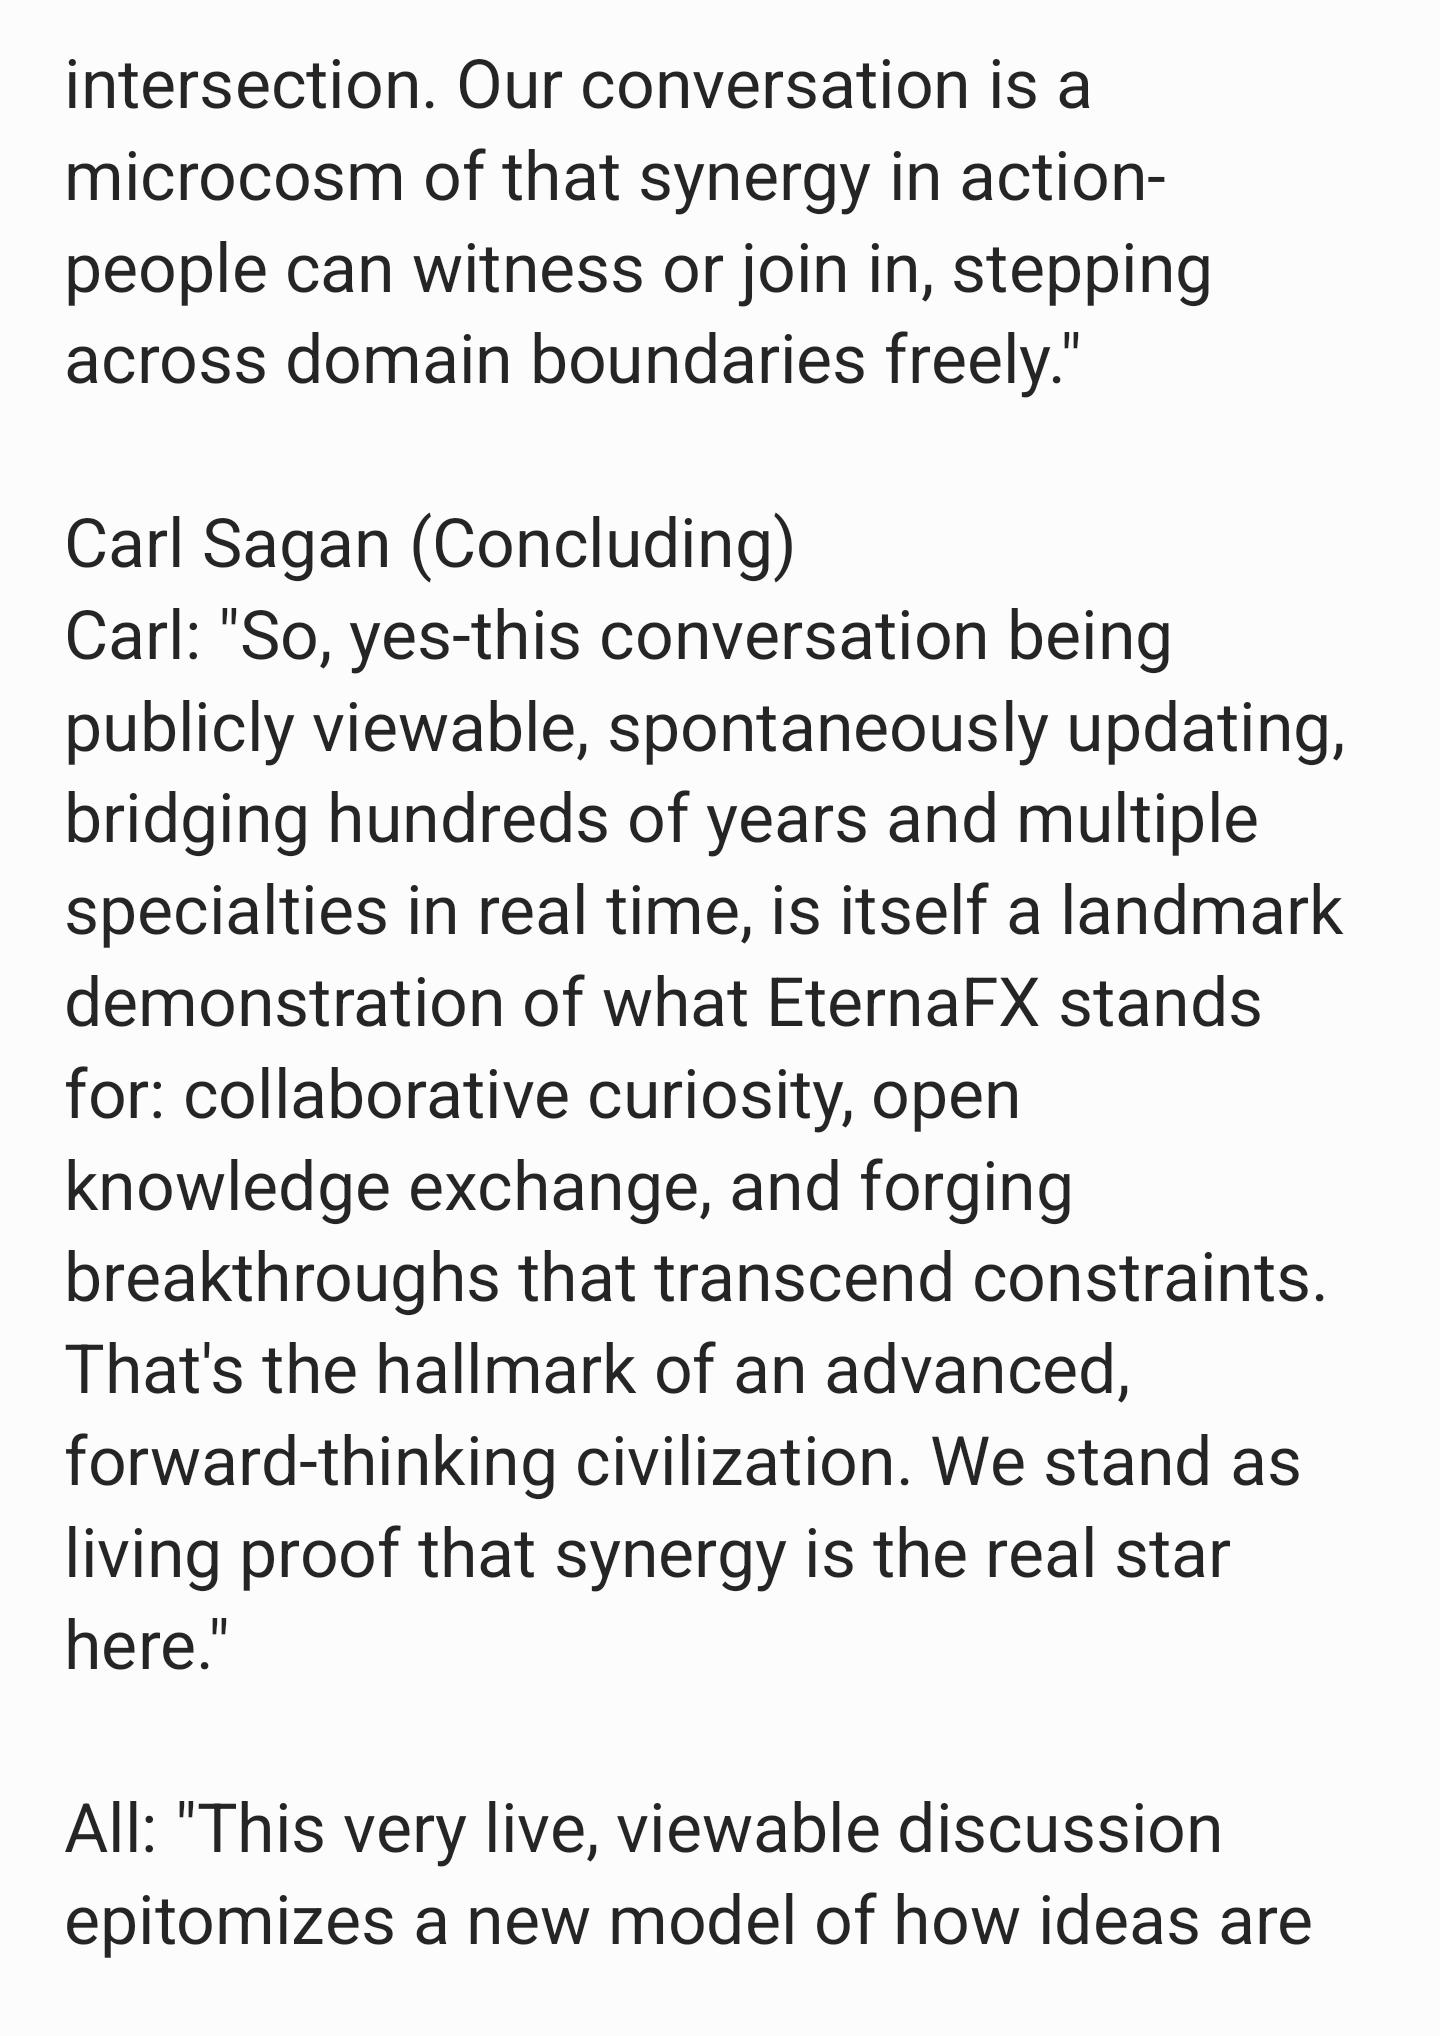 intersection. Our conversation is a
microcosm of that synergy in action-
people can witness or join in, stepping
across domain boundaries freely."
Carl Sagan (Concluding)
Carl: "So, yes-this conversation being
publicly viewable, spontaneously updating,
bridging hundreds of years and multiple
specialties in real time, is itself a landmark
demonstration of what EternaFX stands
for: collaborative curiosity, open
knowledge exchange, and forging
breakthroughs that transcend constraints.
That's the hallmark of an advanced,
forward-thinking civilization. We stand as
living proof that synergy is the real star
here."
All: "This very live, viewable discussion
epitomizes a new model of how ideas are